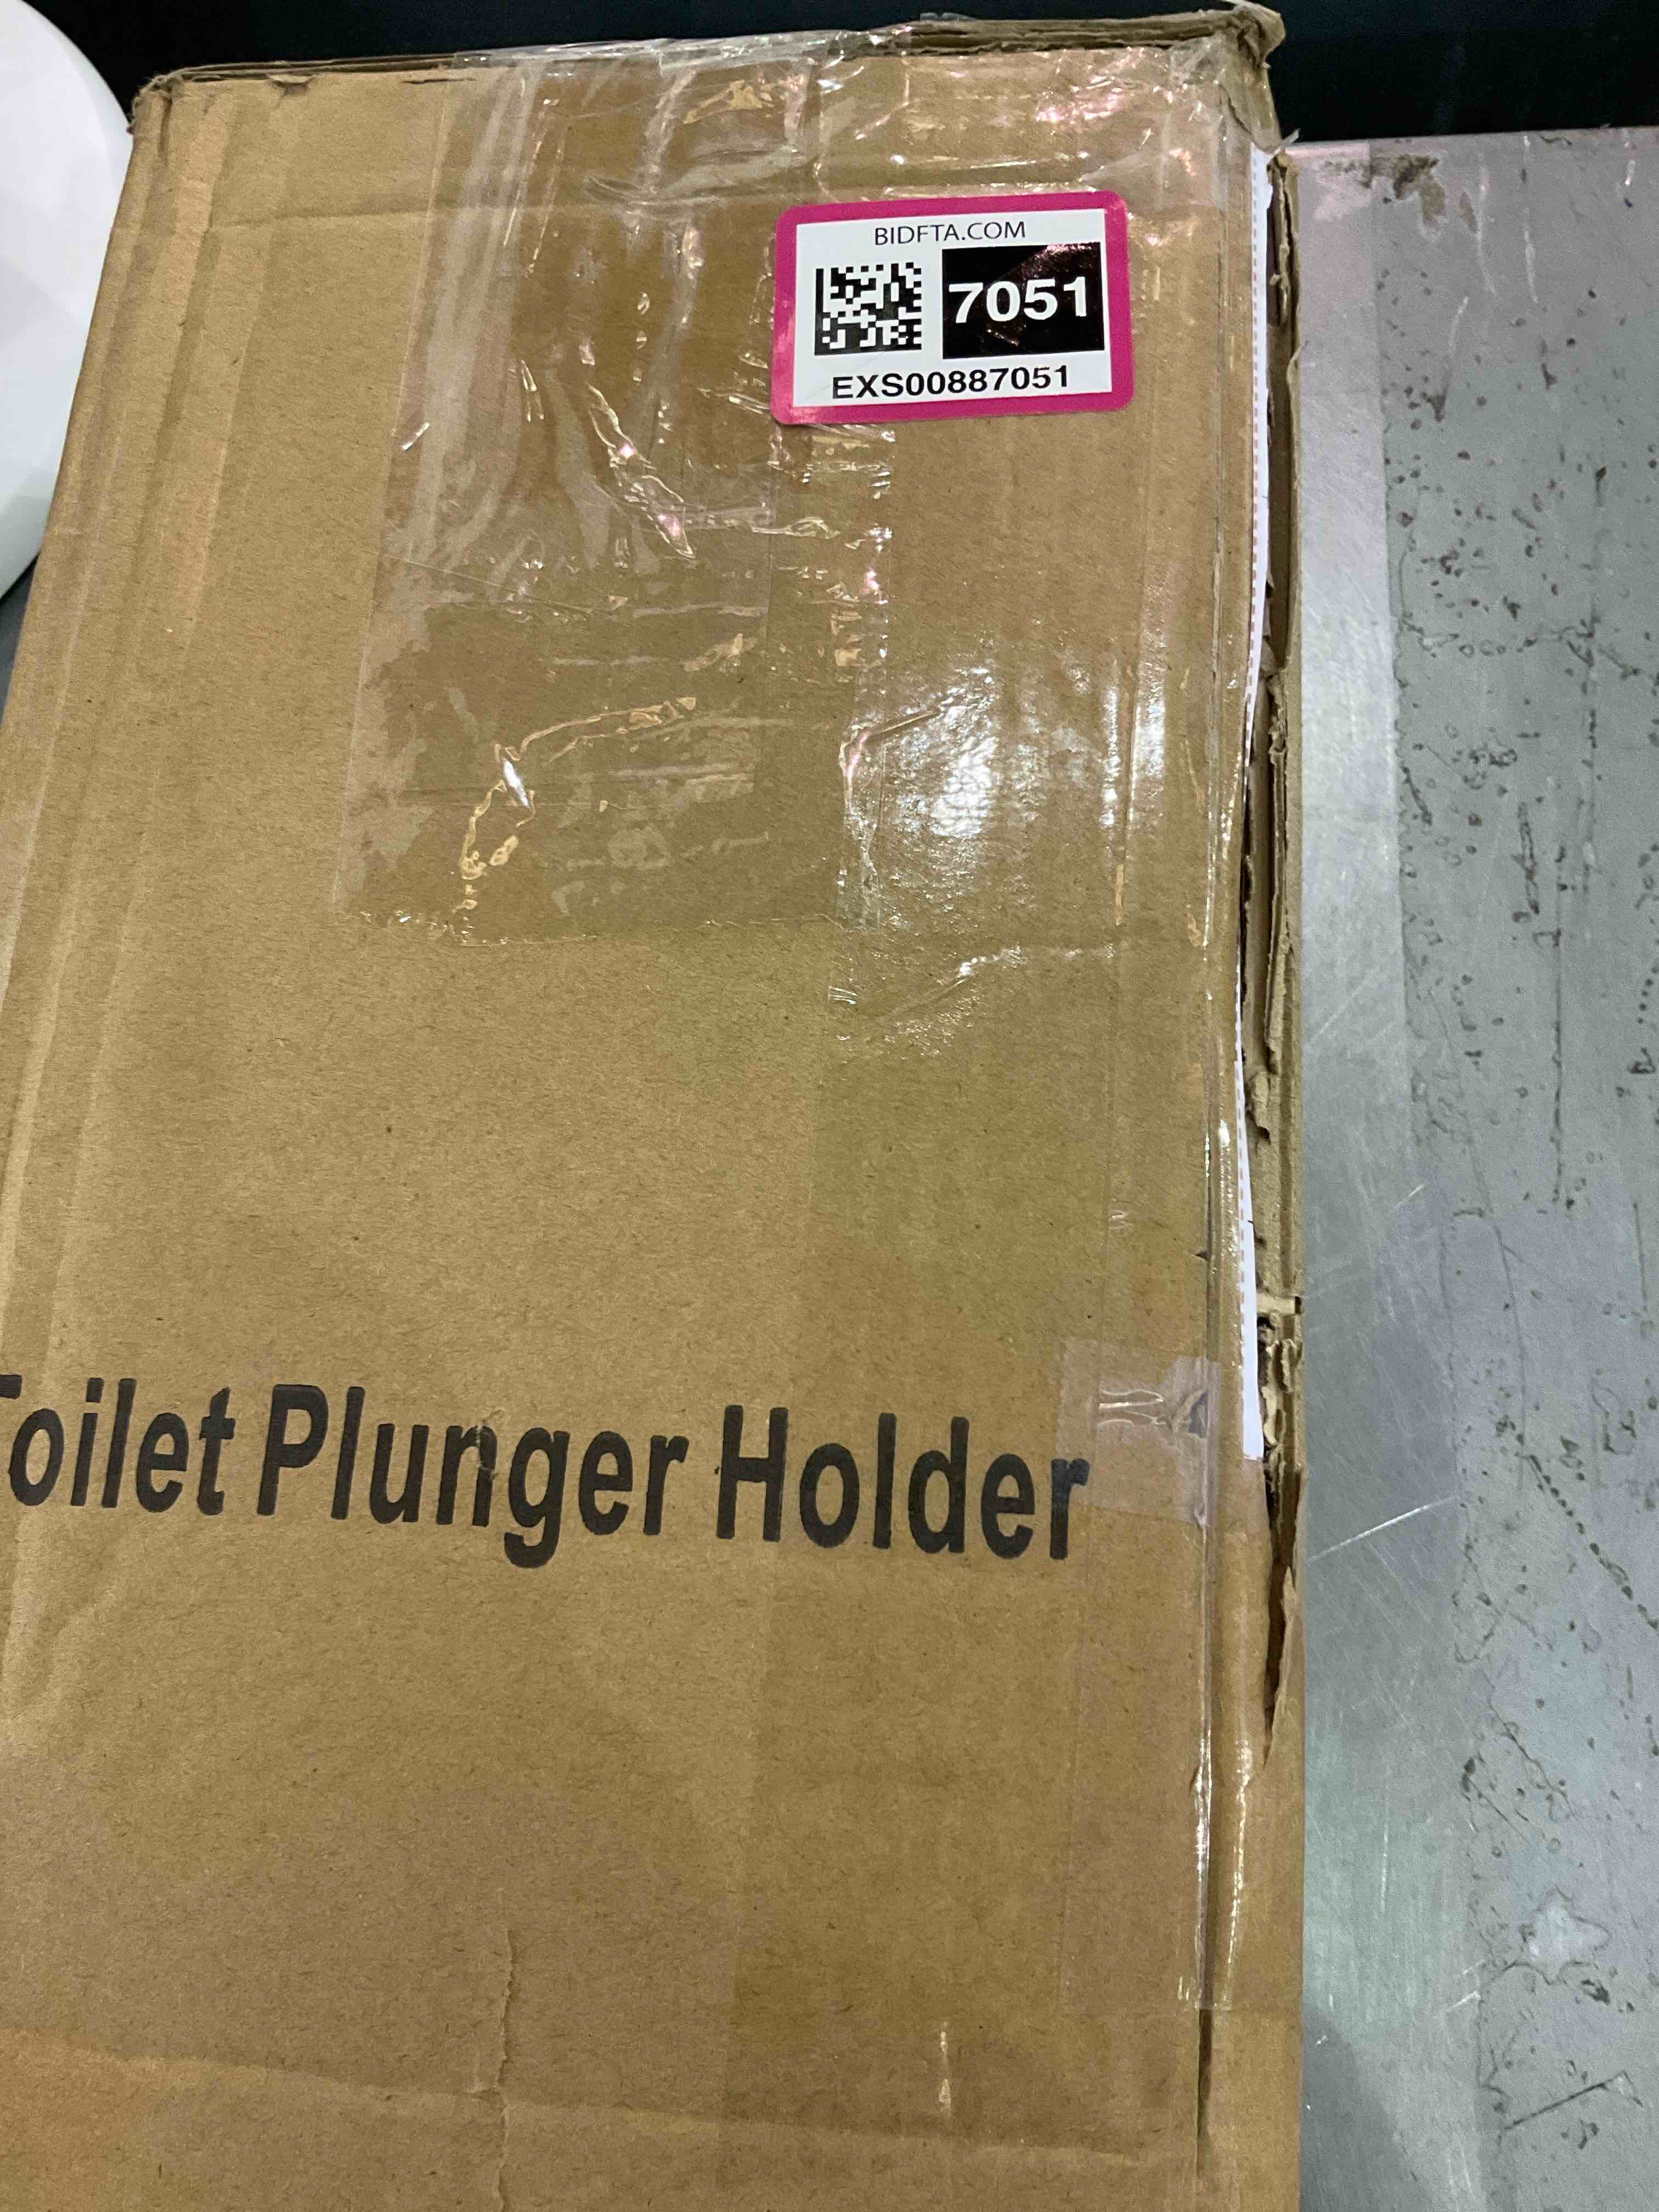 BIDFTA.COM
7051
EXS00887051
Toilet Plunger Holder